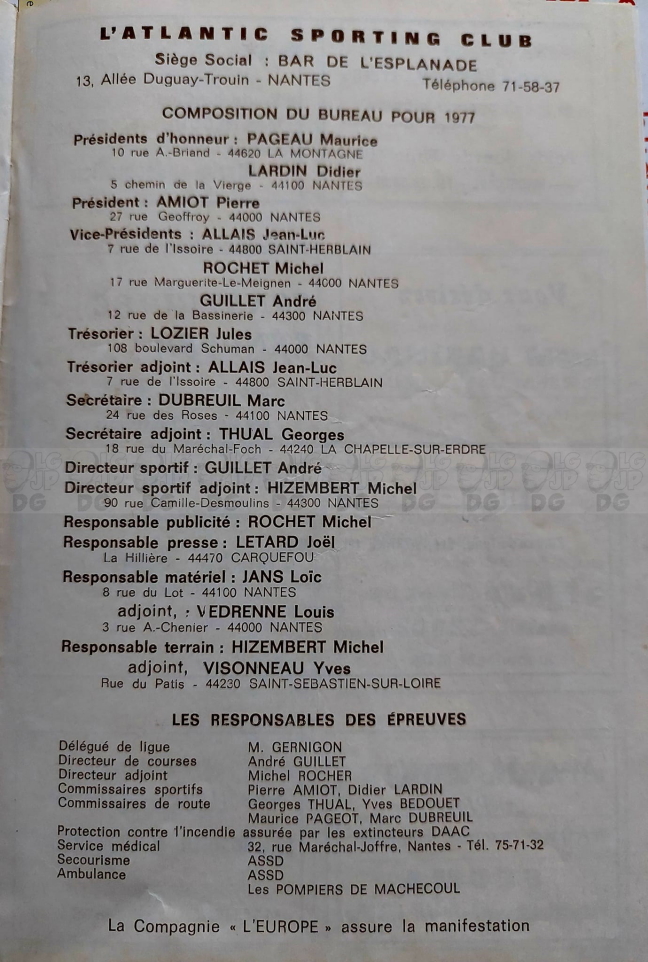 L'ATLANTIC SPORTING CLUB
Siège Social : BAR DE L'ESPLANADE
13, Allée Duguay-Trouin - NANTES Téléphone 71-58-37
COMPOSITION DU BUREAU POUR 1977
Présidents d'honneur : PAGEAU Maurice
10 rue A.-Briand - 44620 LA MONTAGNE
LARDIN Didier
5 chemin de la Vierge - 44100 NANTES
Président : AMIOT Pierre
27 rue Geoffroy - 44000 NANTES
Vice-Présidents : ALLAIS Jean-Luc
7 rue de l'Issoire - 44800 SAINT-HERBLAIN
ROCHET Michel
17 rue Marguerite-Le-Meignen - 44000 NANTES
GUILLET André
12 rue de la Bassinerie - 44300 NANTES
Trésorier : LOZIER Jules
108 boulevard Schuman - 44000 NANTES
Trésorier adjoint : ALLAIS Jean-Luc
7 rue de l'Issoire - 44800 SAINT-HERBLAIN
Secrétaire : DUBREUIL Marc
24 rue des Roses - 44100 NANTES
Secrétaire adjoint : THUAL Georges
18 rue du Maréchal-Foch - 44240 LA CHAPELLE-SUR-ERDRE
Directeur sportif : GUILLET André
Directeur sportif adjoint : HIZEMBERT Michel
90 rue Camille-Desmoulins - 44300 NANTES
Responsable publicité : ROCHET Michel
Responsable presse : LETARD Joël
La Hillière - 44470 CARQUEFOU
Responsable matériel : JANS Loïc
8 rue du Lot - 44100 NANTES
adjoint, : VEDRENNE Louis
3 rue A.-Chenier - 44000 NANTES
Responsable terrain : HIZEMBERT Michel
adjoint, VISONNEAU Yves
Rue du Patis - 44230 SAINT-SEBASTIEN-SUR-LOIRE
LES RESPONSABLES DES ÉPREUVES
Délégué de ligue M. GERNIGON
Directeur de courses André GUILLET
Directeur adjoint Michel ROCHER
Commissaires sportifs Pierre AMIOT, Didier LARDIN
Commissaires de route Georges THUAL, Yves BEDOUET
Maurice PAGEOT, Marc DUBREUIL
Protection contre l'incendie assurée par les extincteurs DAAC
Service médical 32, rue Maréchal-Joffre, Nantes - Tél. 75-71-32
Secourisme ASSD
Ambulance ASSD
Les POMPIERS DE MACHECOUL
La Compagnie « L'EUROPE » assure la manifestation